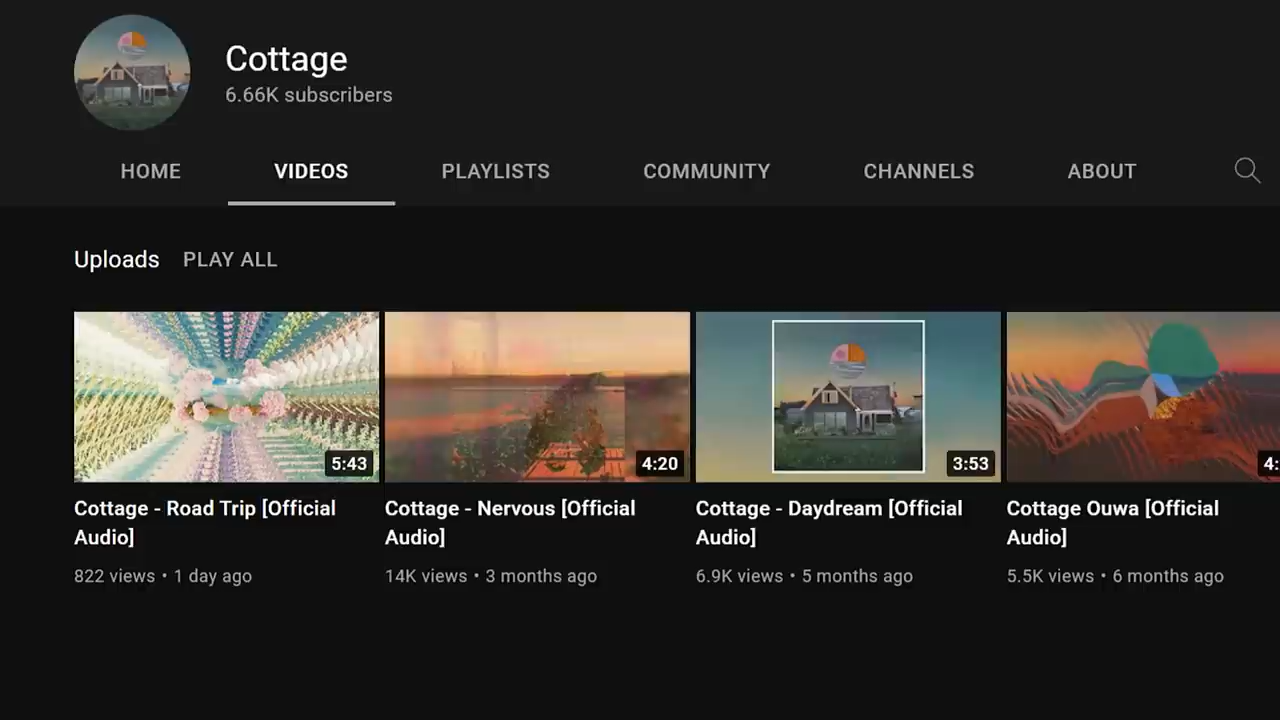 Cottage
6.66K subscribers
HOME VIDEOS PLAYLISTS COMMUNITY CHANNELS ABOUT
Uploads PLAY ALL
5:43 4:20 3:53 4:
Cottage - Road Trip [Official
Audio]
822 views • 1 day ago
Cottage - Nervous [Official
Audio]
14K views • 3 months ago
Cottage - Daydream [Official
Audio]
6.9K views • 5 months ago
Cottage Ouwa [Official
Audio]
5.5K views • 6 months ago